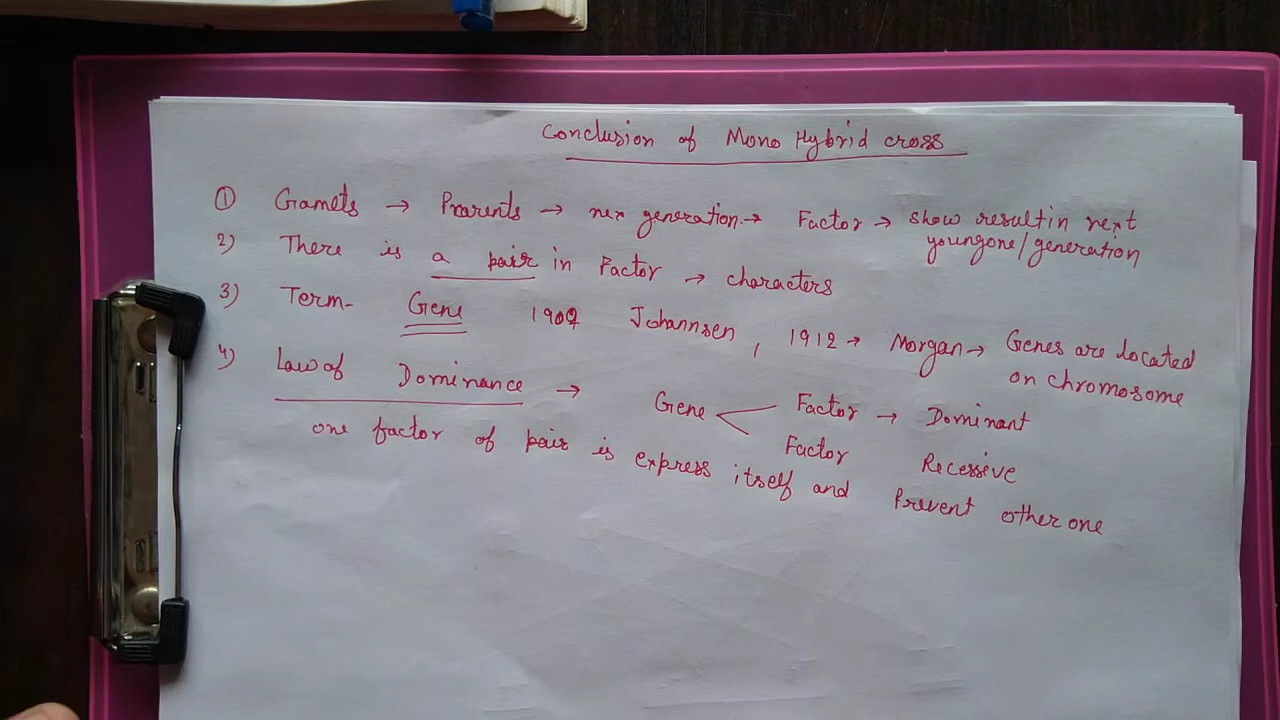 Conclusion of Mono Hybrid cross
① Gamets → Prarents → nex generation → Factor → show result in next
youngone/generation
2) There is a pair in Factor → characters
3) Term- Gene 1909 Johannsen, 1912 → Morgan → Genes are located
on chromosome
4) Law of Dominance → Gene Factor → Dominant
Factor Recessive
one factor of pair is express itself and Prevent other one